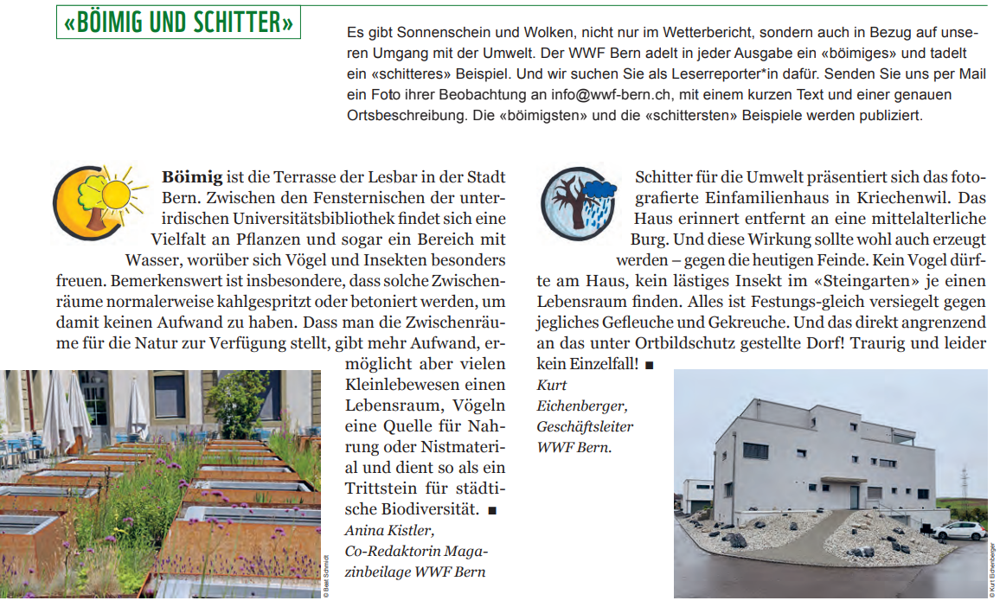 «BÖIMIG UND SCHITTER»
Es gibt Sonnenschein und Wolken, nicht nur im Wetterbericht, sondern auch in Bezug auf unse-
ren Umgang mit der Umwelt. Der WWF Bern adelt in jeder Ausgabe ein «böimiges» und tadelt
ein «schitteres» Beispiel. Und wir suchen Sie als Leserreporter*in dafür. Senden Sie uns per Mail
ein Foto ihrer Beobachtung an info@wwf-bern.ch, mit einem kurzen Text und einer genauen
Ortsbeschreibung. Die «böimigsten» und die «schittersten» Beispiele werden publiziert.
Böimig ist die Terrasse der Lesbar in der Stadt
Bern. Zwischen den Fensternischen der unter-
irdischen Universitätsbibliothek findet sich eine
Vielfalt an Pflanzen und sogar ein Bereich mit
Wasser, worüber sich Vögel und Insekten besonders
freuen. Bemerkenswert ist insbesondere, dass solche Zwischen-
räume normalerweise kahlgespritzt oder betoniert werden, um
damit keinen Aufwand zu haben. Dass man die Zwischenräu-
me für die Natur zur Verfügung stellt, gibt mehr Aufwand, er-
möglicht aber vielen
Kleinlebewesen einen
Lebensraum, Vögeln
eine Quelle für Nah-
rung oder Nistmateri-
al und dient so als ein
Trittstein für städti-
sche Biodiversität. ■
Anina Kistler,
Co-Redaktorin Maga-
zinbeilage WWF Bern
© Beat Schmidt
Schitter für die Umwelt präsentiert sich das foto-
grafierte Einfamilienhaus in Kriechenwil. Das
Haus erinnert entfernt an eine mittelalterliche
Burg. Und diese Wirkung sollte wohl auch erzeugt
werden – gegen die heutigen Feinde. Kein Vogel dürf-
te am Haus, kein lästiges Insekt im «Steingarten» je einen
Lebensraum finden. Alles ist Festungs-gleich versiegelt gegen
jegliches Gefleuche und Gekreuche. Und das direkt angrenzend
an das unter Ortbildschutz gestellte Dorf! Traurig und leider
kein Einzelfall! ■
Kurt
Eichenberger,
Geschäftsleiter
WWF Bern.
© Kurt Eichenberger